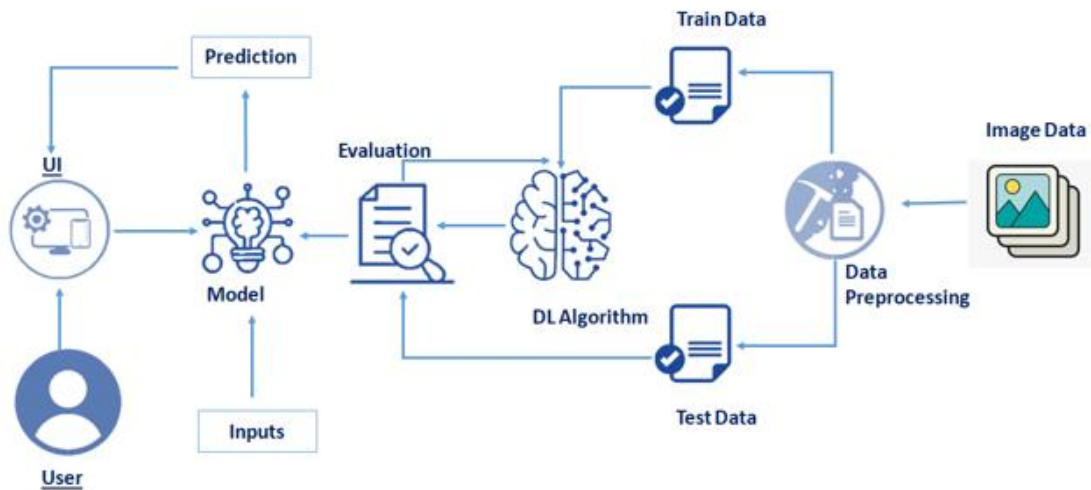 Train Data
Prediction
Image Data
Evaluation
UI
Data
Preprocessing
Model
DL Algorithm
Test Data
Inputs
User